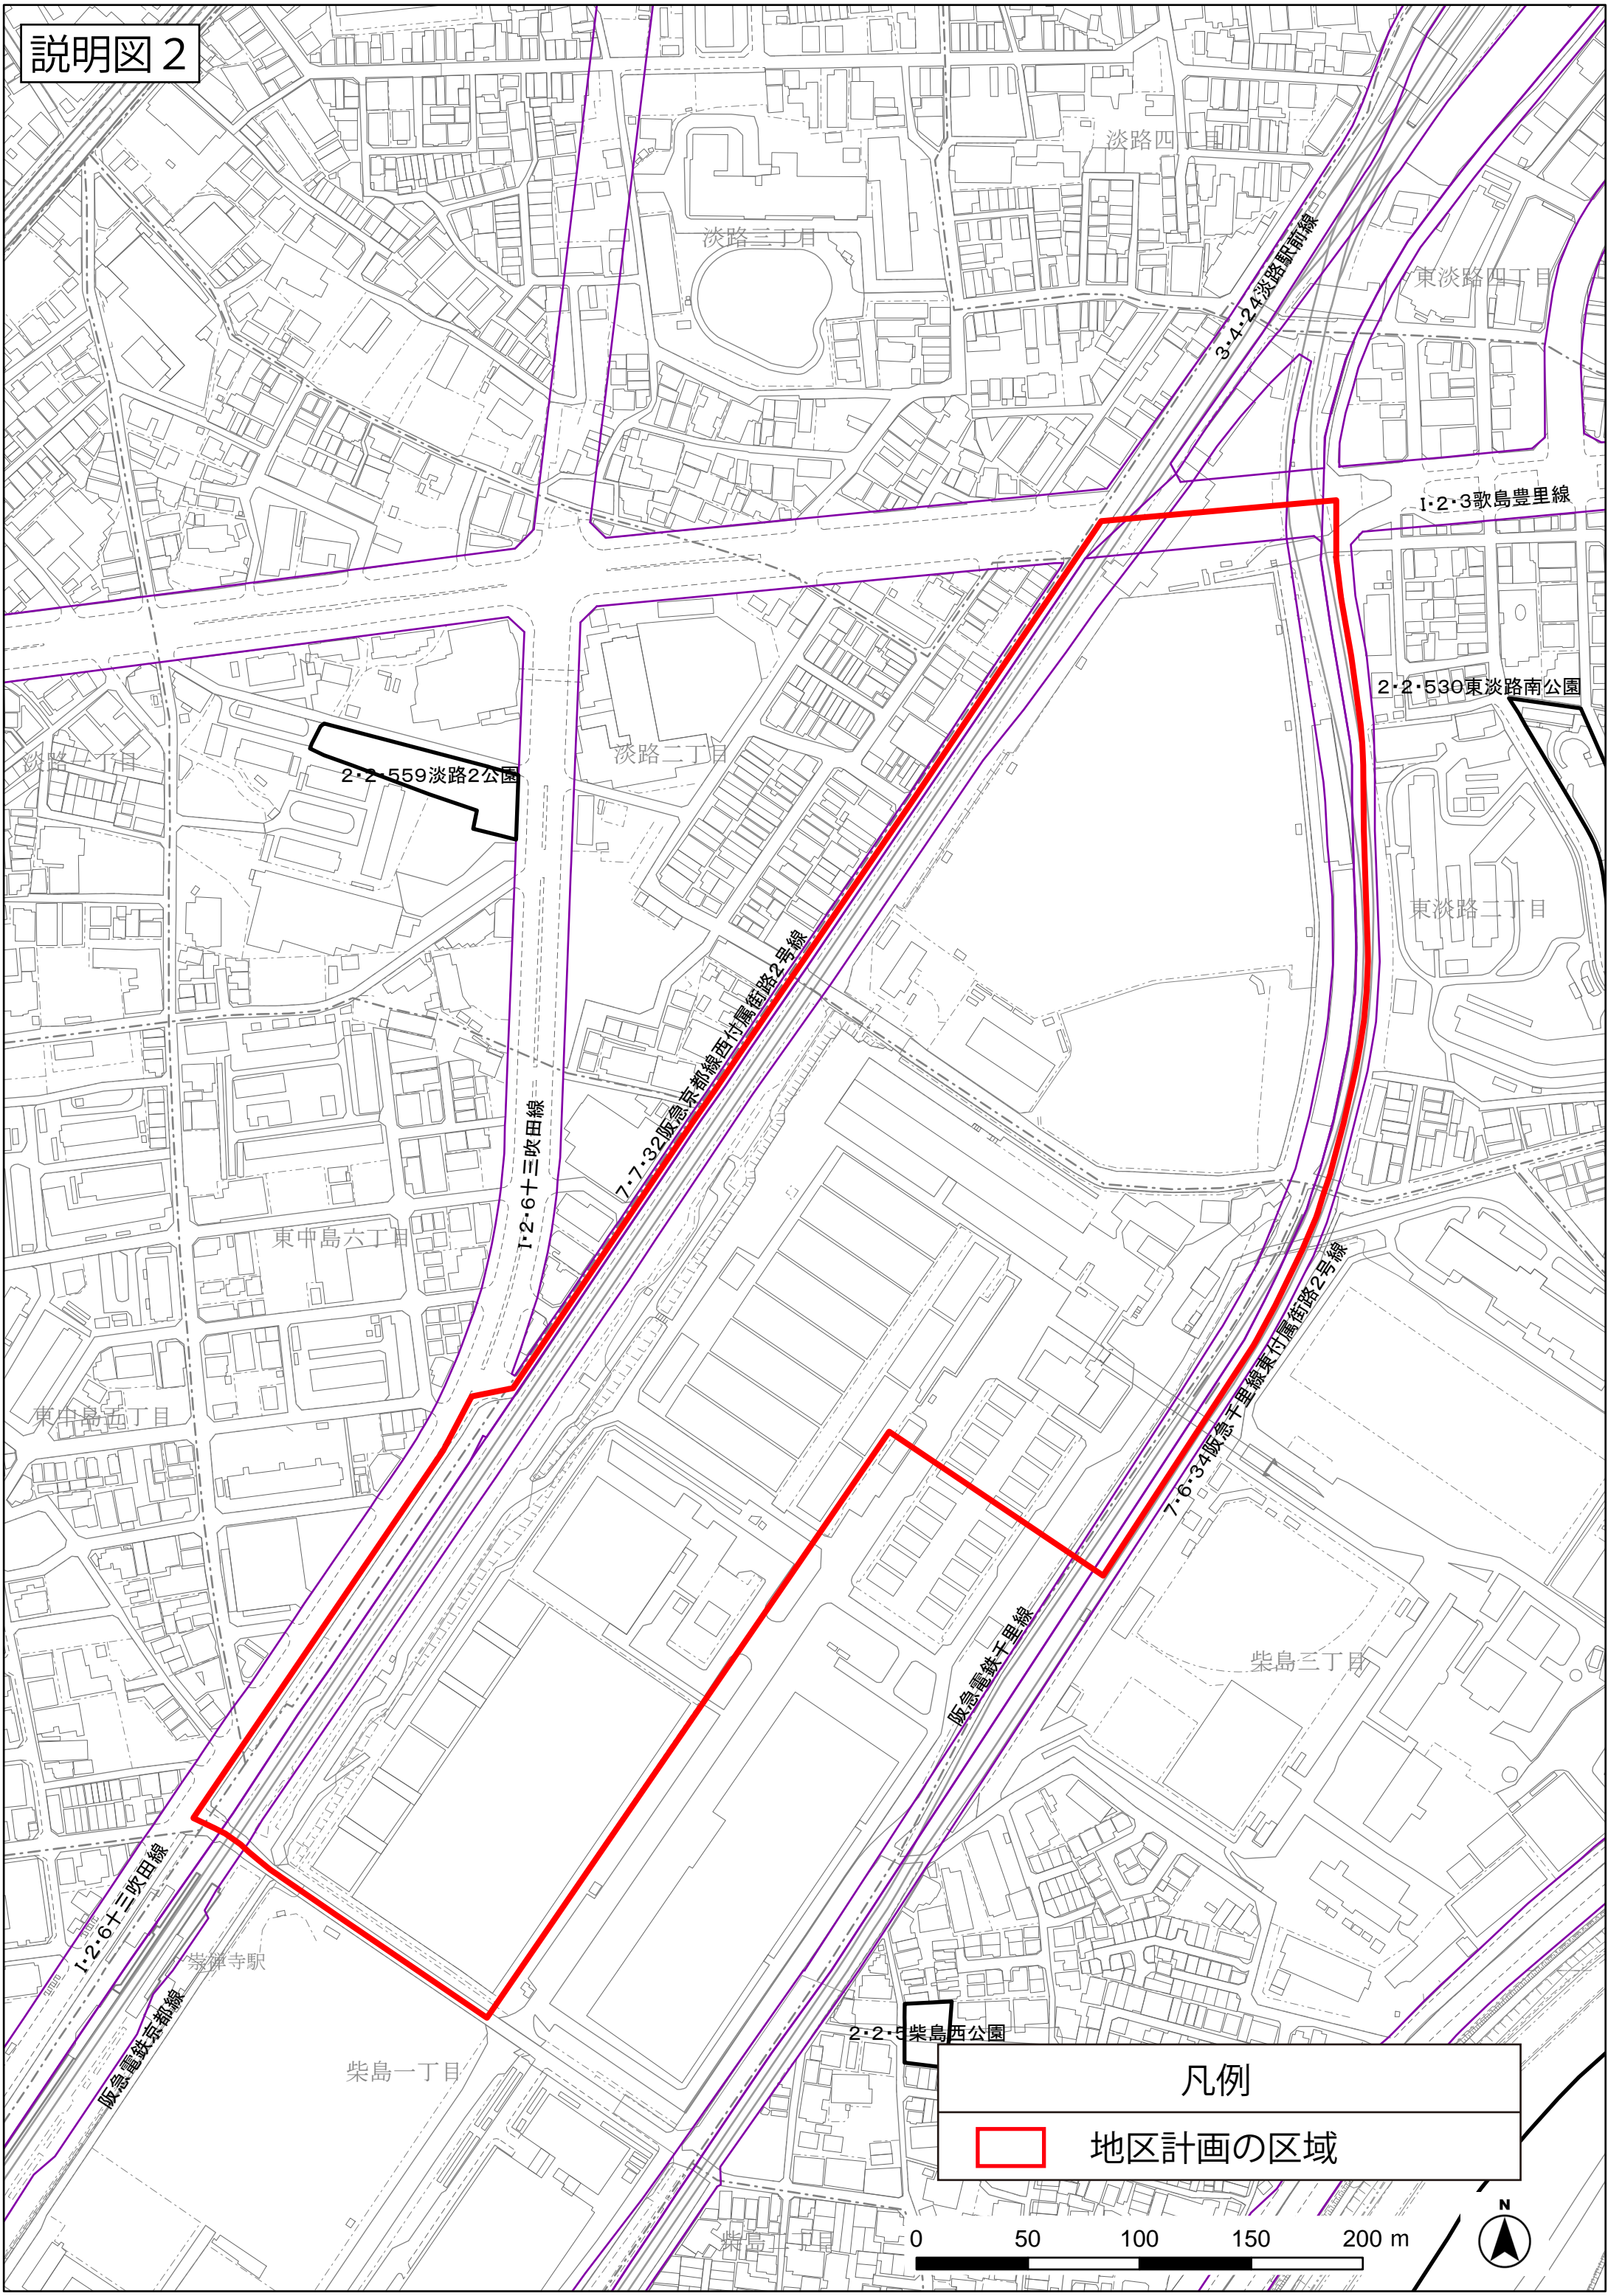 説明図２
淡路四丁目
淡路三丁目
3・4・24淡路駅前線
東淡路四丁目
I・2・3歌島豊里線
2・2・530東淡路南公園
淡路一丁目
2・2・559淡路2公園
淡路二丁目
東淡路二丁目
7・7・32阪急京都線西付属街路2号線
I・2・6十三吹田線
東中島六丁目
7・6・34阪急千里線東付属街路2号線
東中島五丁目
阪急電鉄千里線
柴島三丁目
I・2・6十三吹田線
崇禅寺駅
阪急電鉄京都線
柴島一丁目
2・2・5柴島西公園
凡例
地区計画の区域
柴島二丁目
0 50 100 150 200 m
N